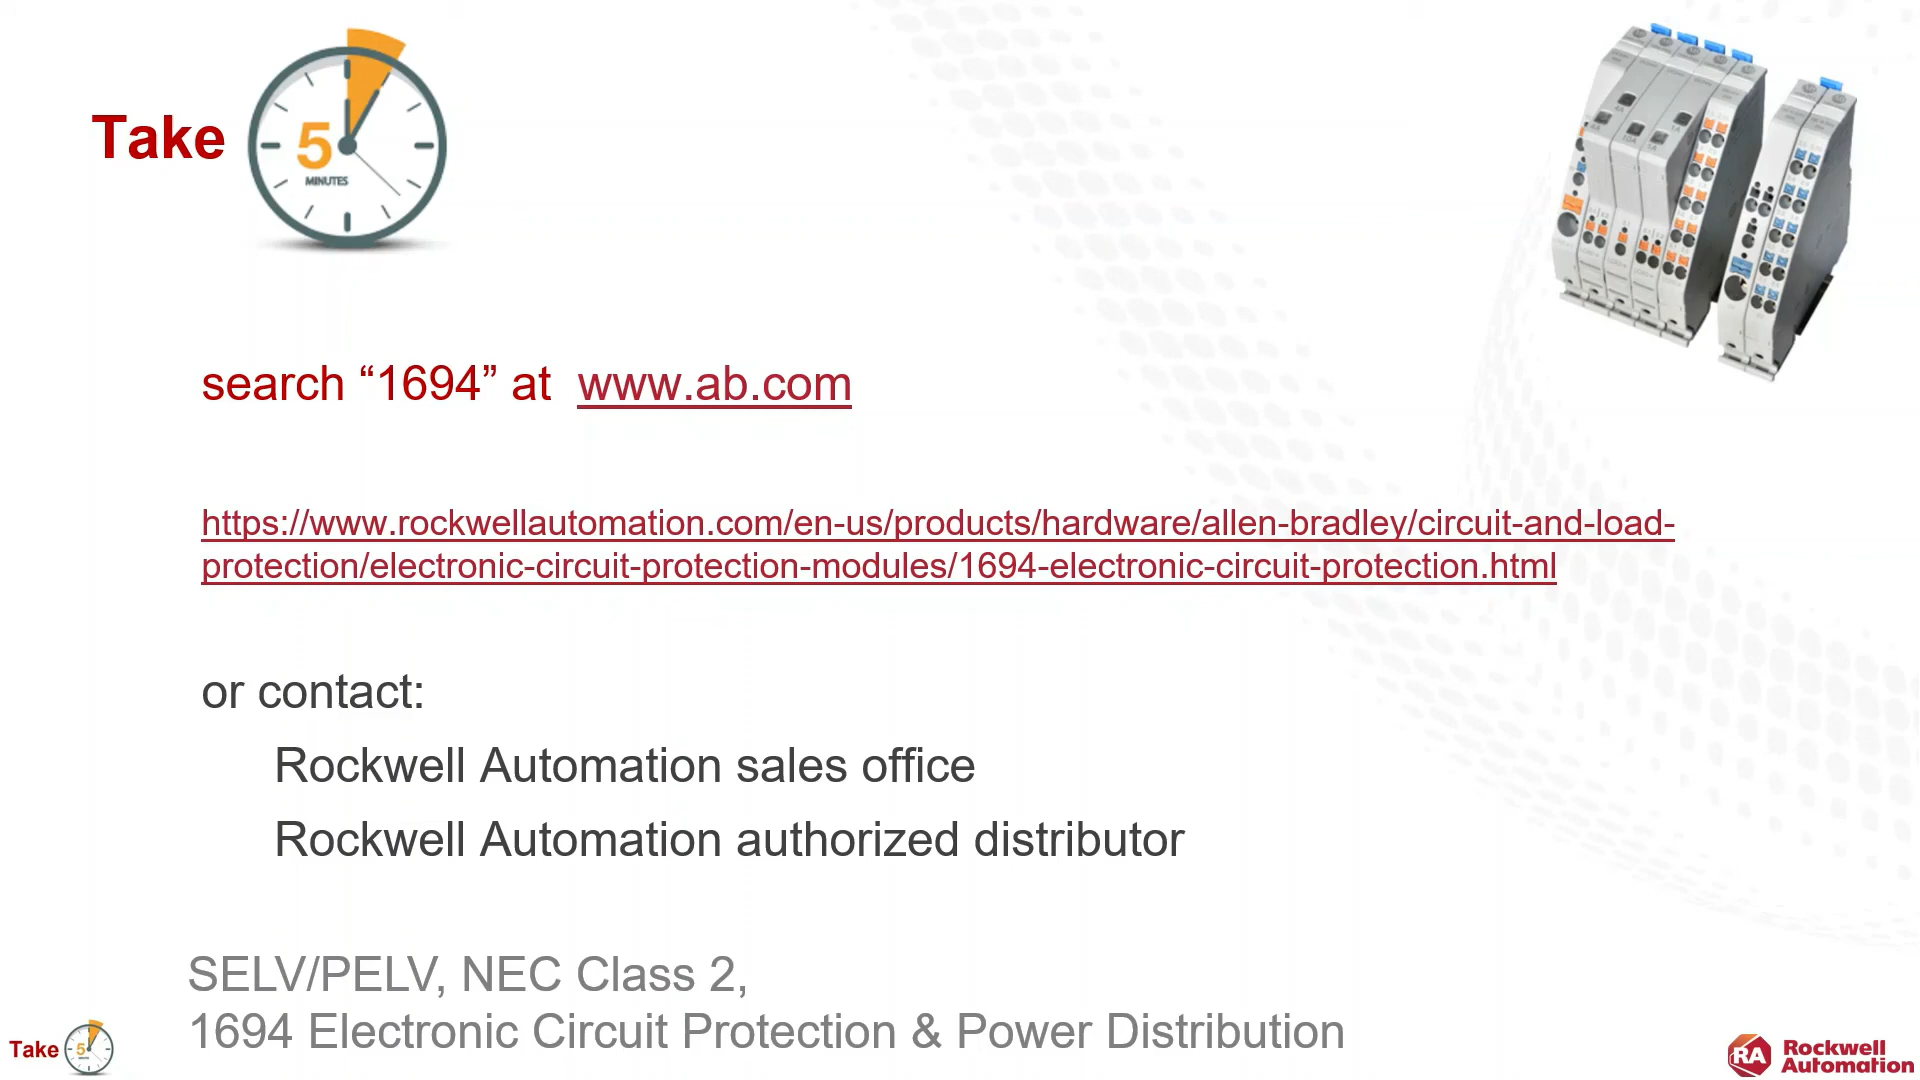 Take
5
MINUTES
search “1694” at www.ab.com
https://www.rockwellautomation.com/en-us/products/hardware/allen-bradley/circuit-and-load-
protection/electronic-circuit-protection-modules/1694-electronic-circuit-protection.html
or contact:
Rockwell Automation sales office
Rockwell Automation authorized distributor
SELV/PELV, NEC Class 2,
1694 Electronic Circuit Protection & Power Distribution
Take
5
RA
Rockwell
Automation